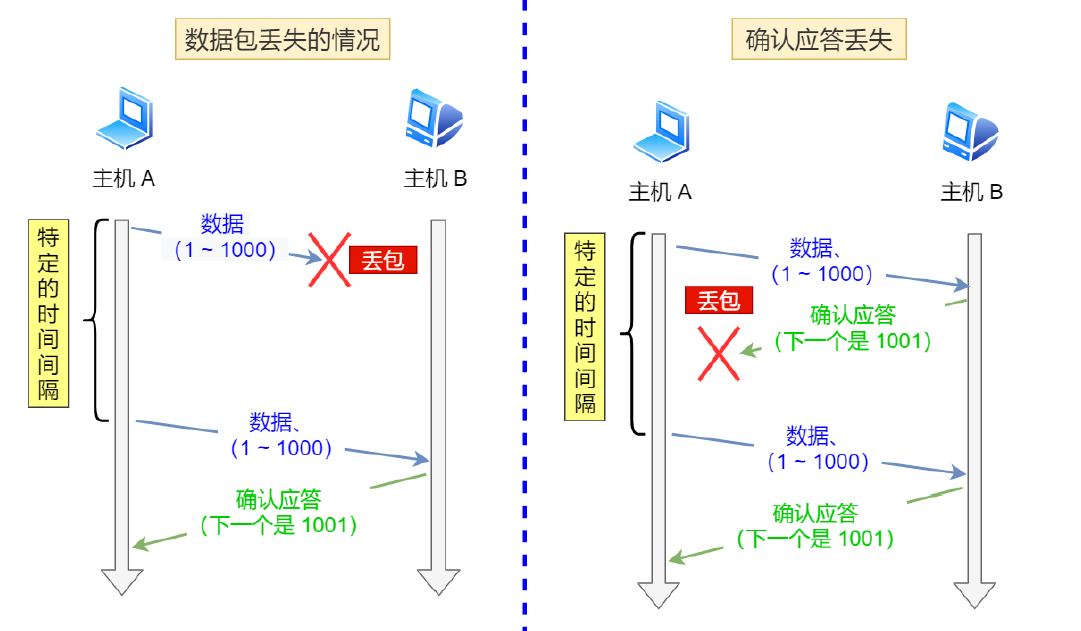 数据包丢失的情况
主机 A
主机 B
特定的时间间隔
数据
（1 ~ 1000）
丢包
数据、
（1 ~ 1000）
确认应答
（下一个是 1001）
确认应答丢失
主机 A
主机 B
特定的时间间隔
数据、
（1 ~ 1000）
丢包
确认应答
（下一个是 1001）
数据、
（1 ~ 1000）
确认应答
（下一个是 1001）